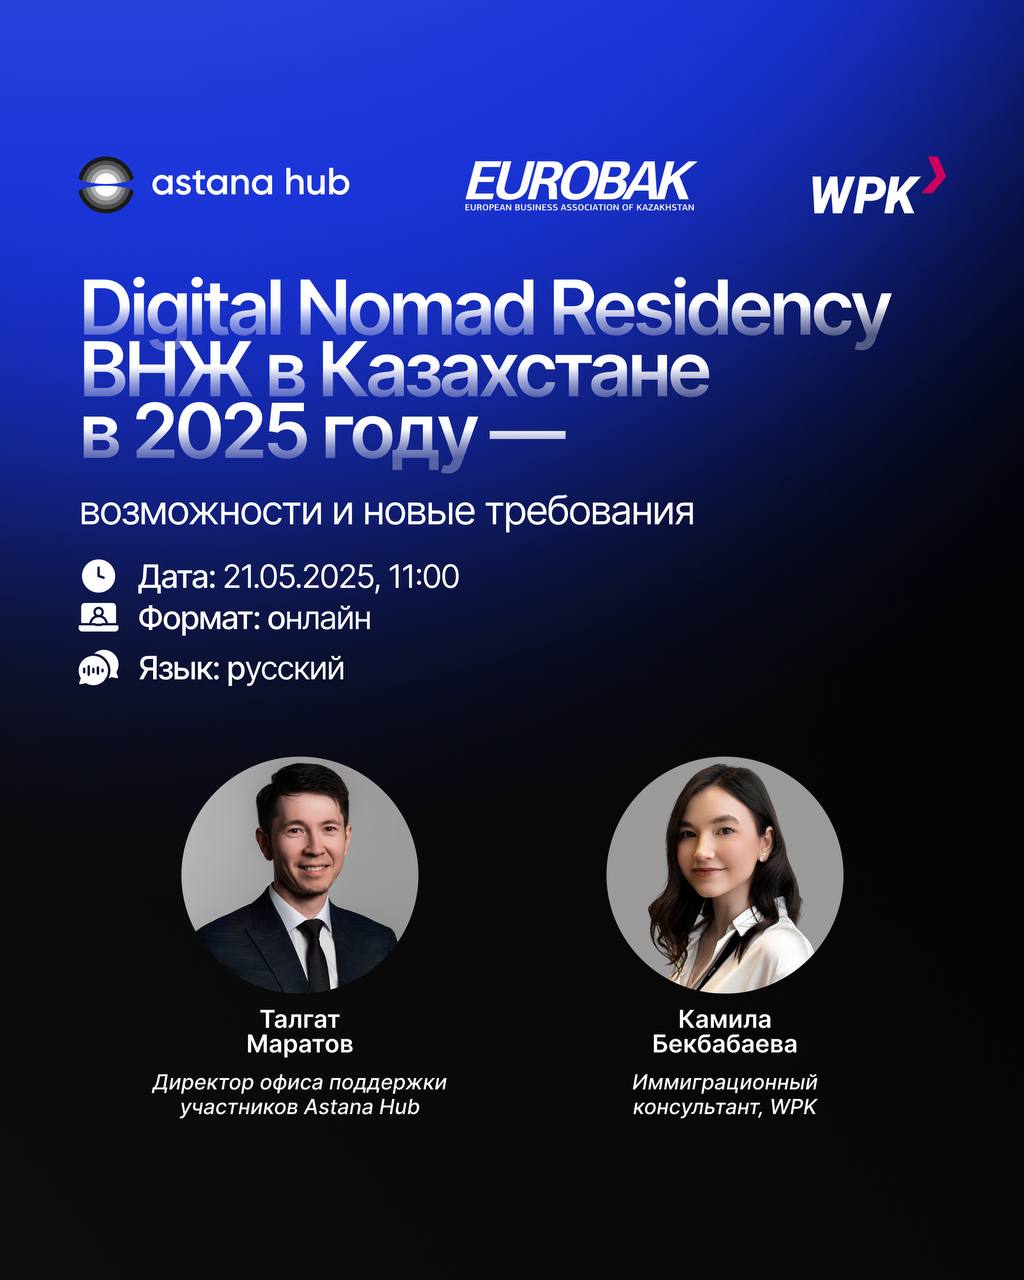 astana hub
EUROBAK
EUROPEAN BUSINESS ASSOCIATION OF KAZAKHSTAN
WPK
Digital Nomad Residency
ВНЖ в Казахстане
в 2025 году —
возможности и новые требования
Дата: 21.05.2025, 11:00
Формат: онлайн
Язык: русский
Талгат
Маратов
Директор офиса поддержки
участников Astana Hub
Камила
Бекбабаева
Иммиграционный
консультант, WPK